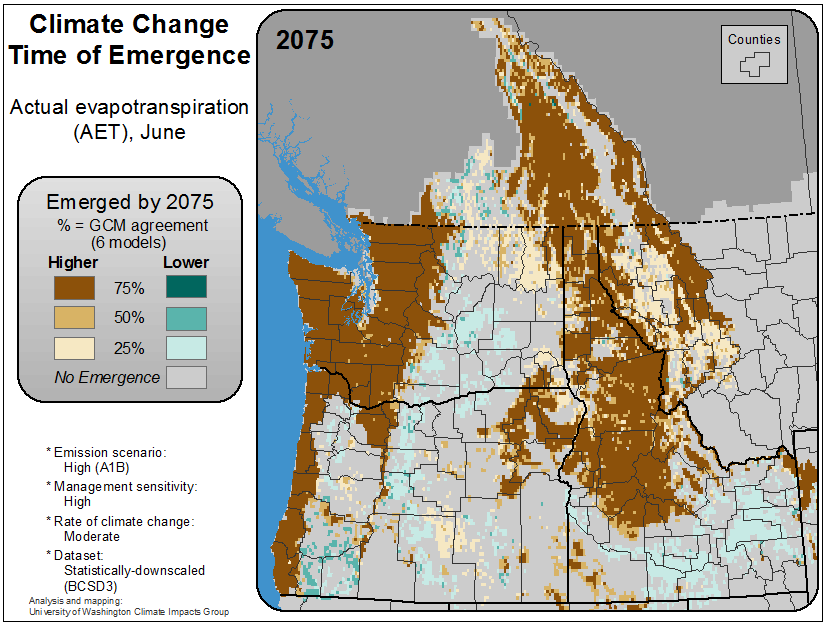 Climate Change
Time of Emergence
Actual evapotranspiration
(AET), June
Emerged by 2075
% = GCM agreement
(6 models)
Higher Lower
75%
50%
25%
No Emergence
* Emission scenario:
High (A1B)
* Management sensitivity:
High
* Rate of climate change:
Moderate
* Dataset:
Statistically-downscaled
(BCSD3)
Analysis and mapping:
University of Washington Climate Impacts Group
2075
Counties